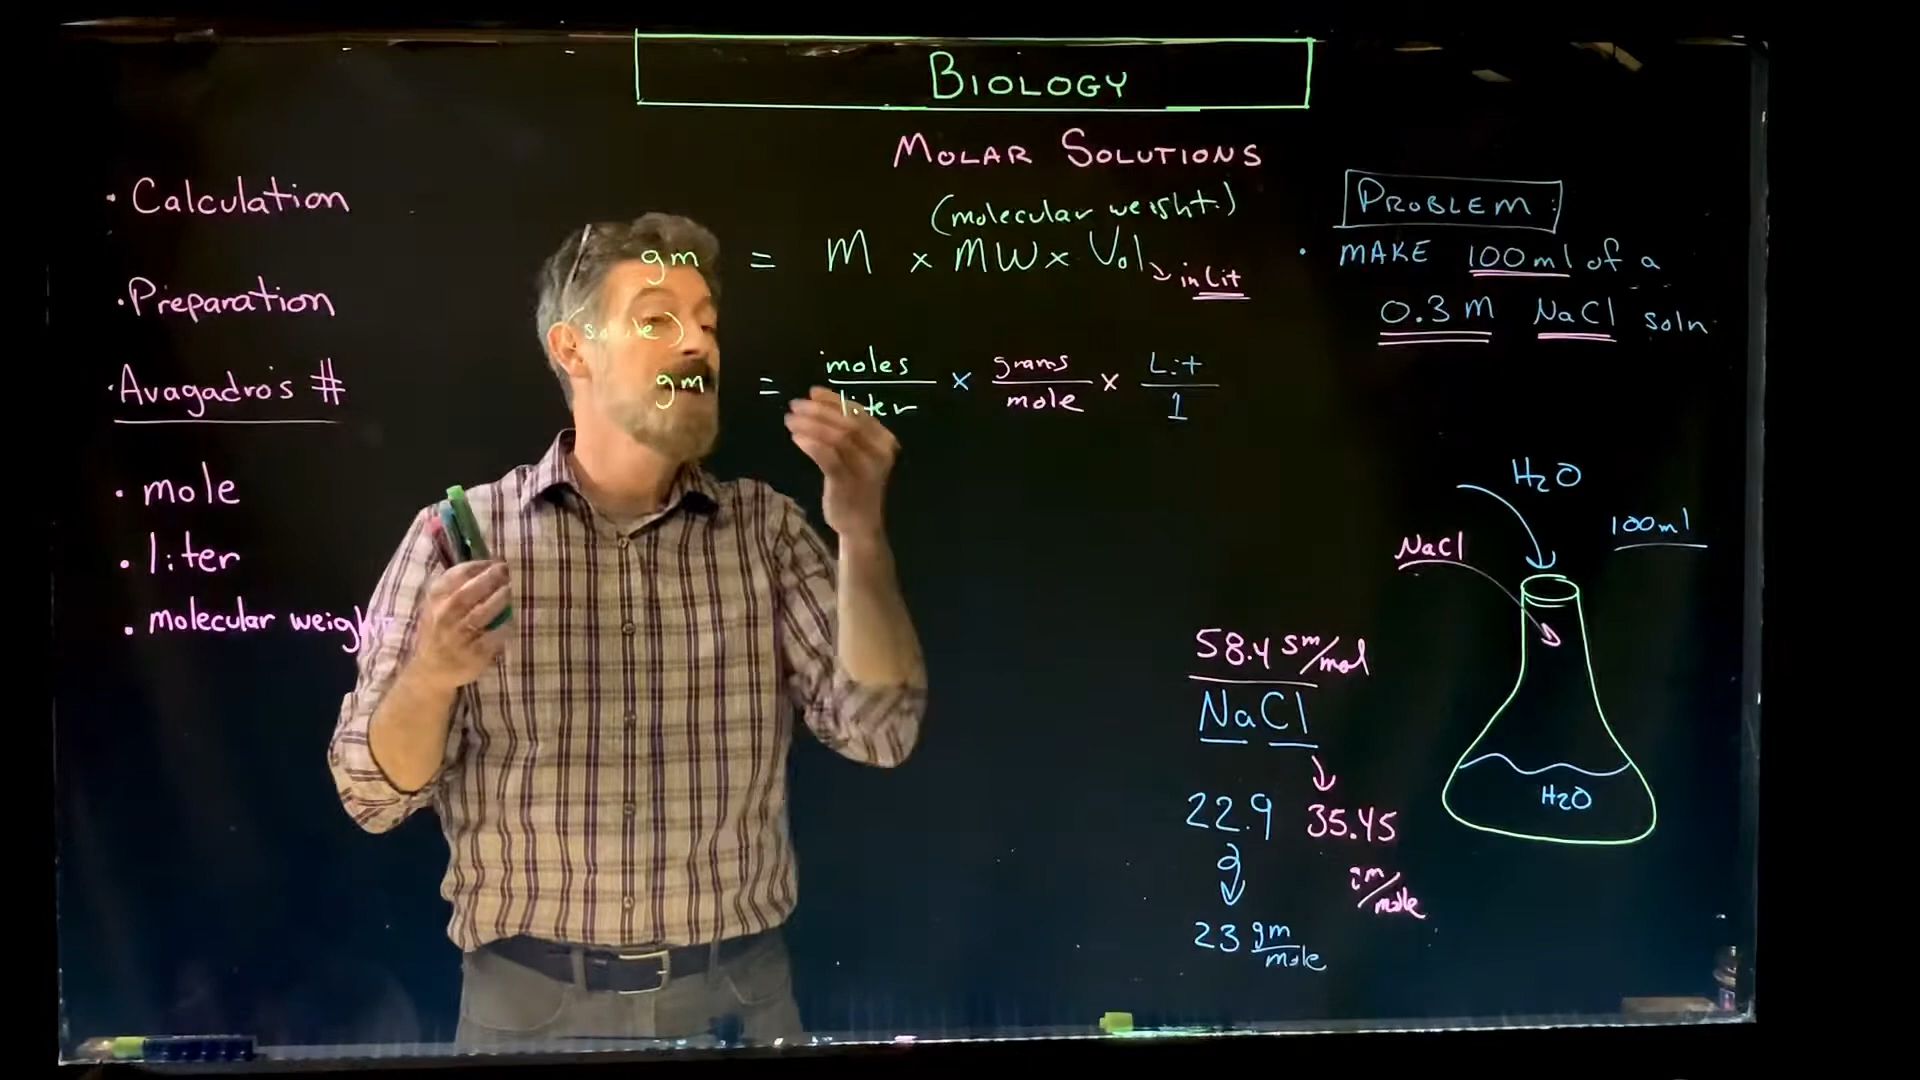 BIOLOGY
MOLAR SOLUTIONS
• Calculation
• Preparation
• Avagadro's #
• mole
• liter
• molecular weight
(molecular weight)
gm = M x MW x Vol
in Lit
(solute)
gm = moles / liter x grams / mole x Lit / 1
PROBLEM:
• MAKE 100ml of a
0.3 M NaCl soln.
H2O
100ml
NaCl
H2O
58.4 gm/mol
NaCl
22.9 35.45
gm/mole
23 gm/mole